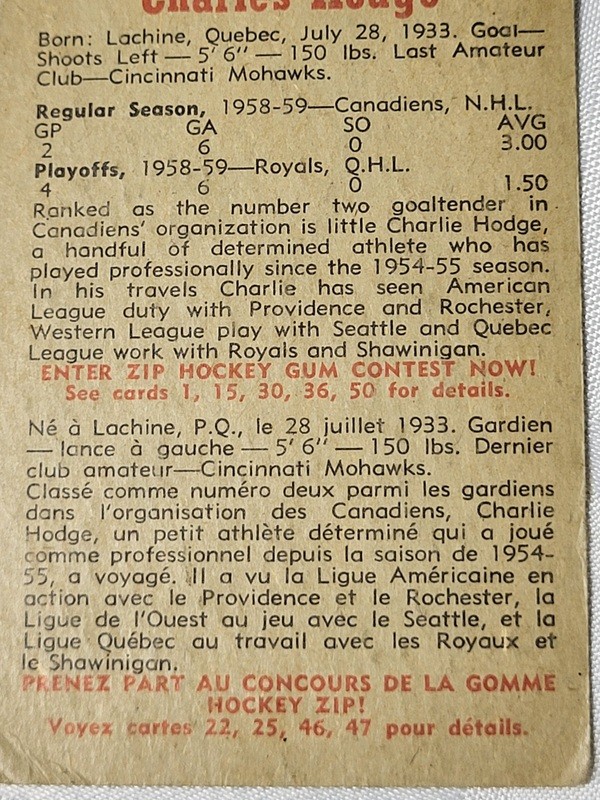 Charles Hodge
Born: Lachine, Quebec, July 28, 1933. Goal—
Shoots Left — 5′ 6″ — 150 lbs. Last Amateur
Club—Cincinnati Mohawks.
Regular Season, 1958-59—Canadiens, N.H.L.
GP GA SO AVG
2 6 0 3.00
Playoffs, 1958-59—Royals, Q.H.L.
4 6 0 1.50
Ranked as the number two goaltender in
Canadiens' organization is little Charlie Hodge,
a handful of determined athlete who has
played professionally since the 1954-55 season.
In his travels Charlie has seen American
League duty with Providence and Rochester,
Western League play with Seattle and Quebec
League work with Royals and Shawinigan.
ENTER ZIP HOCKEY GUM CONTEST NOW!
See cards 1, 15, 30, 36, 50 for details.
Né à Lachine, P.Q., le 28 juillet 1933. Gardien
— lance à gauche — 5′ 6″ — 150 lbs. Dernier
club amateur—Cincinnati Mohawks.
Classé comme numéro deux parmi les gardiens
dans l'organisation des Canadiens, Charlie
Hodge, un petit athlète déterminé qui a joué
comme professionnel depuis la saison de 1954-
55, a voyagé. Il a vu la Ligue Américaine en
action avec le Providence et le Rochester, la
Ligue de l'Ouest au jeu avec le Seattle, et la
Ligue Québec au travail avec les Royaux et
le Shawinigan.
PRENEZ PART AU CONCOURS DE LA GOMME
HOCKEY ZIP!
Voyez cartes 22, 25, 46, 47 pour détails.